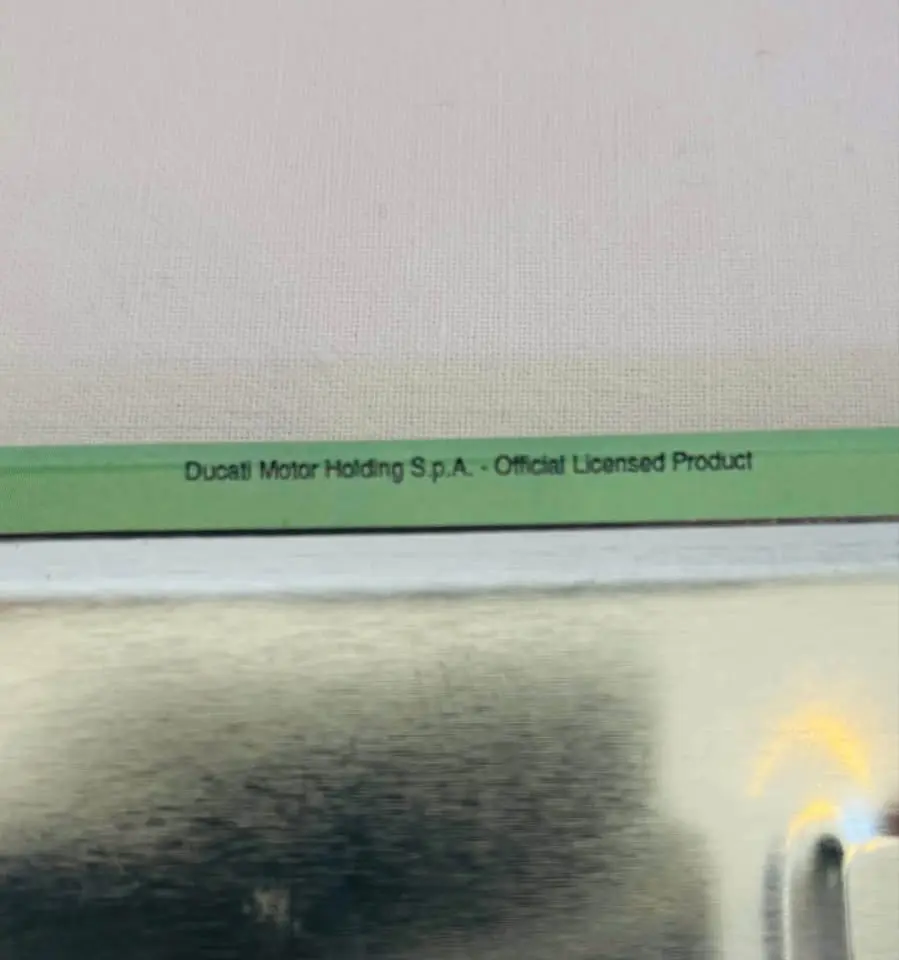 Ducati Motor Holding S.p.A. - Official Licensed Product